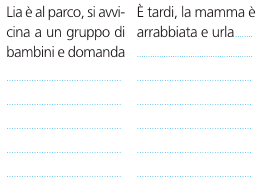 Lia è al parco, si avvi-
cina a un gruppo di
bambini e domanda
È tardi, la mamma è
arrabbiata e urla